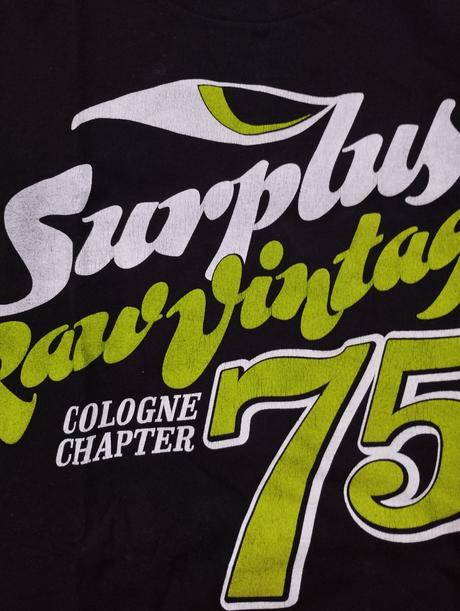 Surplus
Raw Vintag
COLOGNE
CHAPTER
75